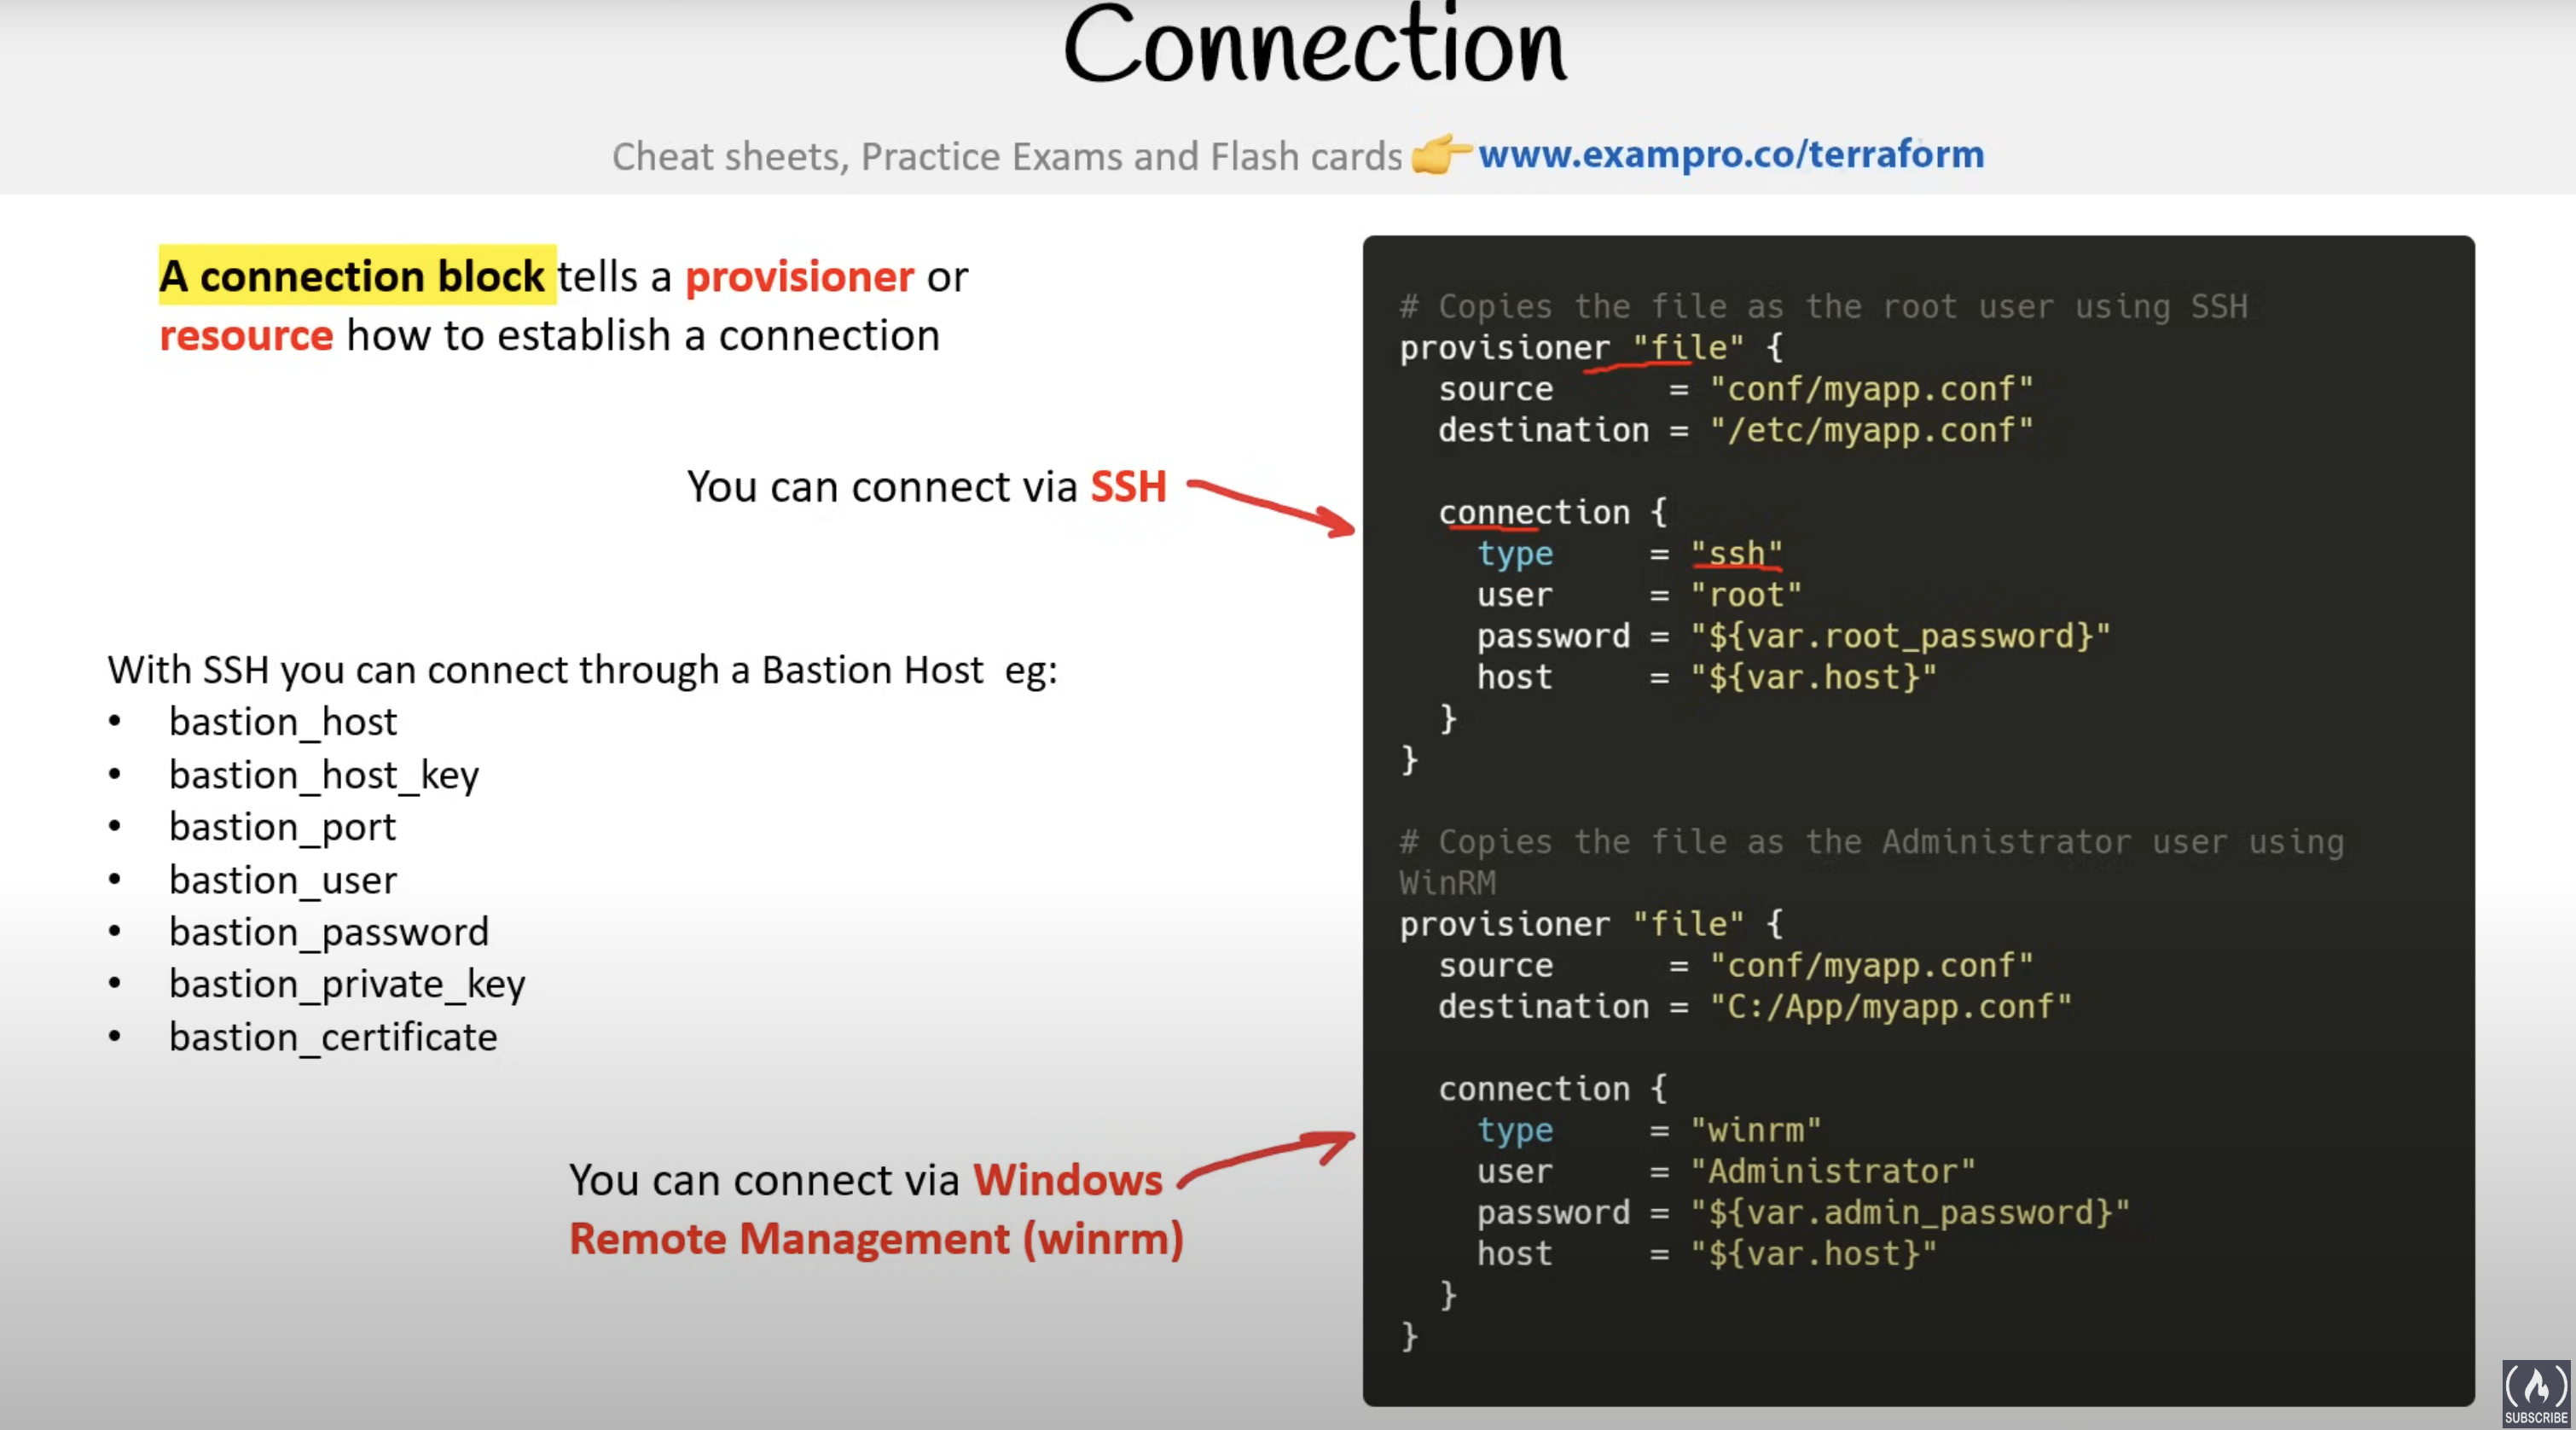 Connection
Cheat sheets, Practice Exams and Flash cards 👉 www.exampro.co/terraform
A connection block tells a provisioner or
resource how to establish a connection
You can connect via SSH
With SSH you can connect through a Bastion Host  eg:
• bastion_host
• bastion_host_key
• bastion_port
• bastion_user
• bastion_password
• bastion_private_key
• bastion_certificate
You can connect via Windows
Remote Management (winrm)
# Copies the file as the root user using SSH
provisioner "file" {
  source      = "conf/myapp.conf"
  destination = "/etc/myapp.conf"

  connection {
    type     = "ssh"
    user     = "root"
    password = "${var.root_password}"
    host     = "${var.host}"
  }
}

# Copies the file as the Administrator user using
WinRM
provisioner "file" {
  source      = "conf/myapp.conf"
  destination = "C:/App/myapp.conf"

  connection {
    type     = "winrm"
    user     = "Administrator"
    password = "${var.admin_password}"
    host     = "${var.host}"
  }
}
SUBSCRIBE